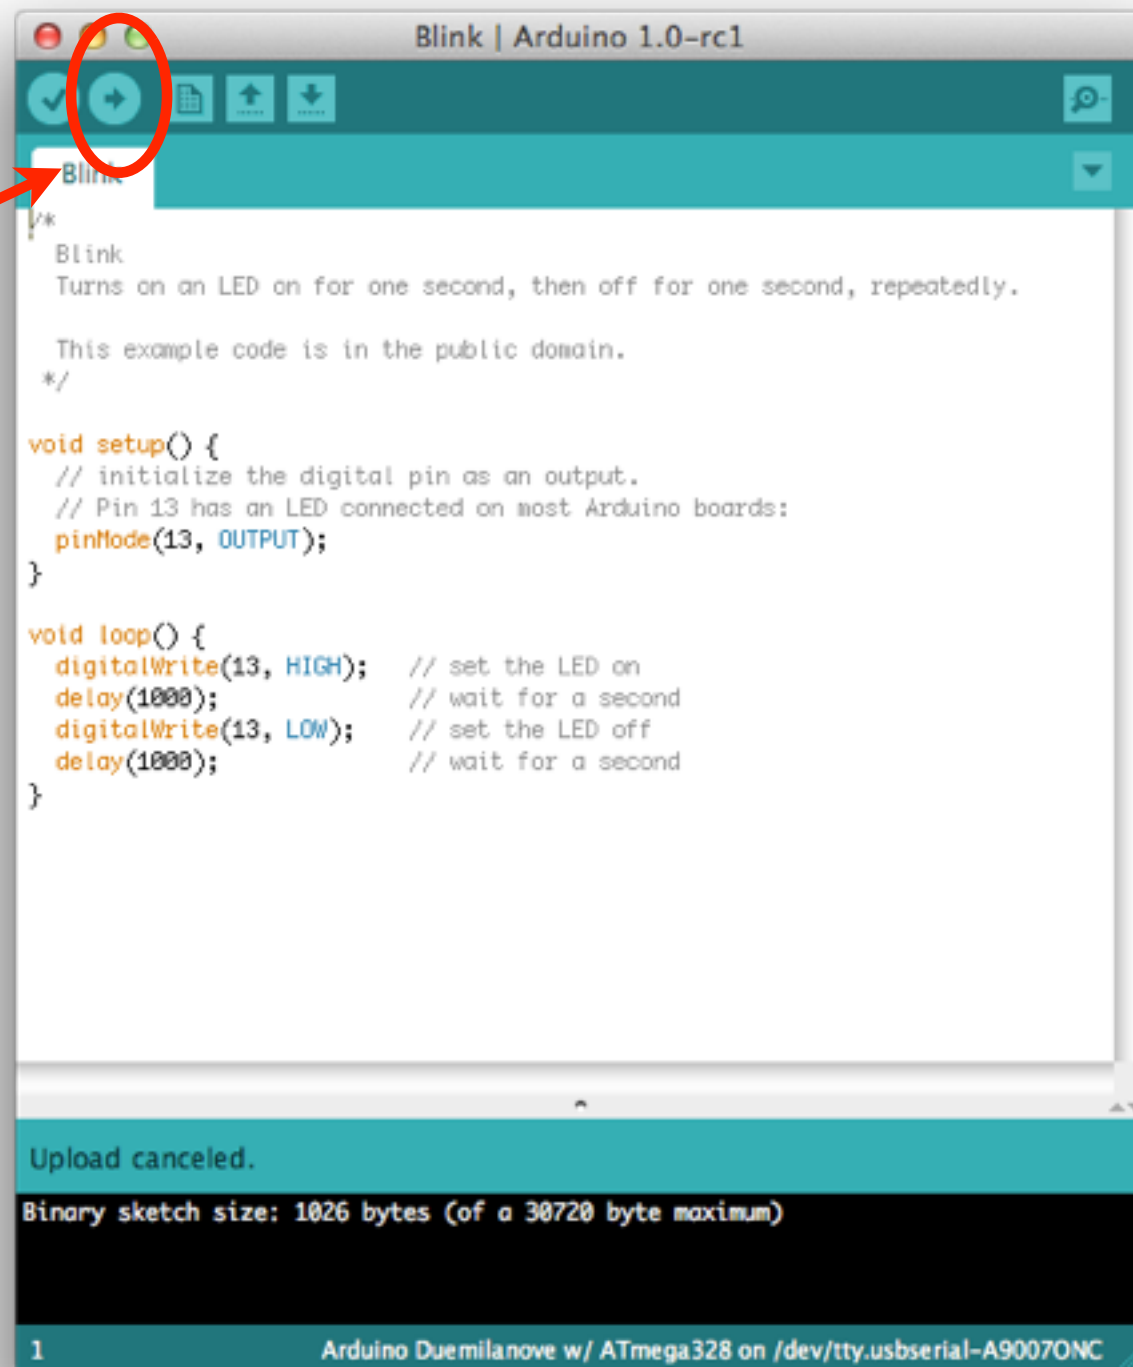 Blink | Arduino 1.0-rc1
Blink
/*
  Blink
  Turns on an LED on for one second, then off for one second, repeatedly.

  This example code is in the public domain.
 */

void setup() {
  // initialize the digital pin as an output.
  // Pin 13 has an LED connected on most Arduino boards:
  pinMode(13, OUTPUT);
}

void loop() {
  digitalWrite(13, HIGH);   // set the LED on
  delay(1000);              // wait for a second
  digitalWrite(13, LOW);    // set the LED off
  delay(1000);              // wait for a second
}
Upload canceled.
Binary sketch size: 1026 bytes (of a 30720 byte maximum)
1 Arduino Duemilanove w/ ATmega328 on /dev/tty.usbserial-A9007ONC